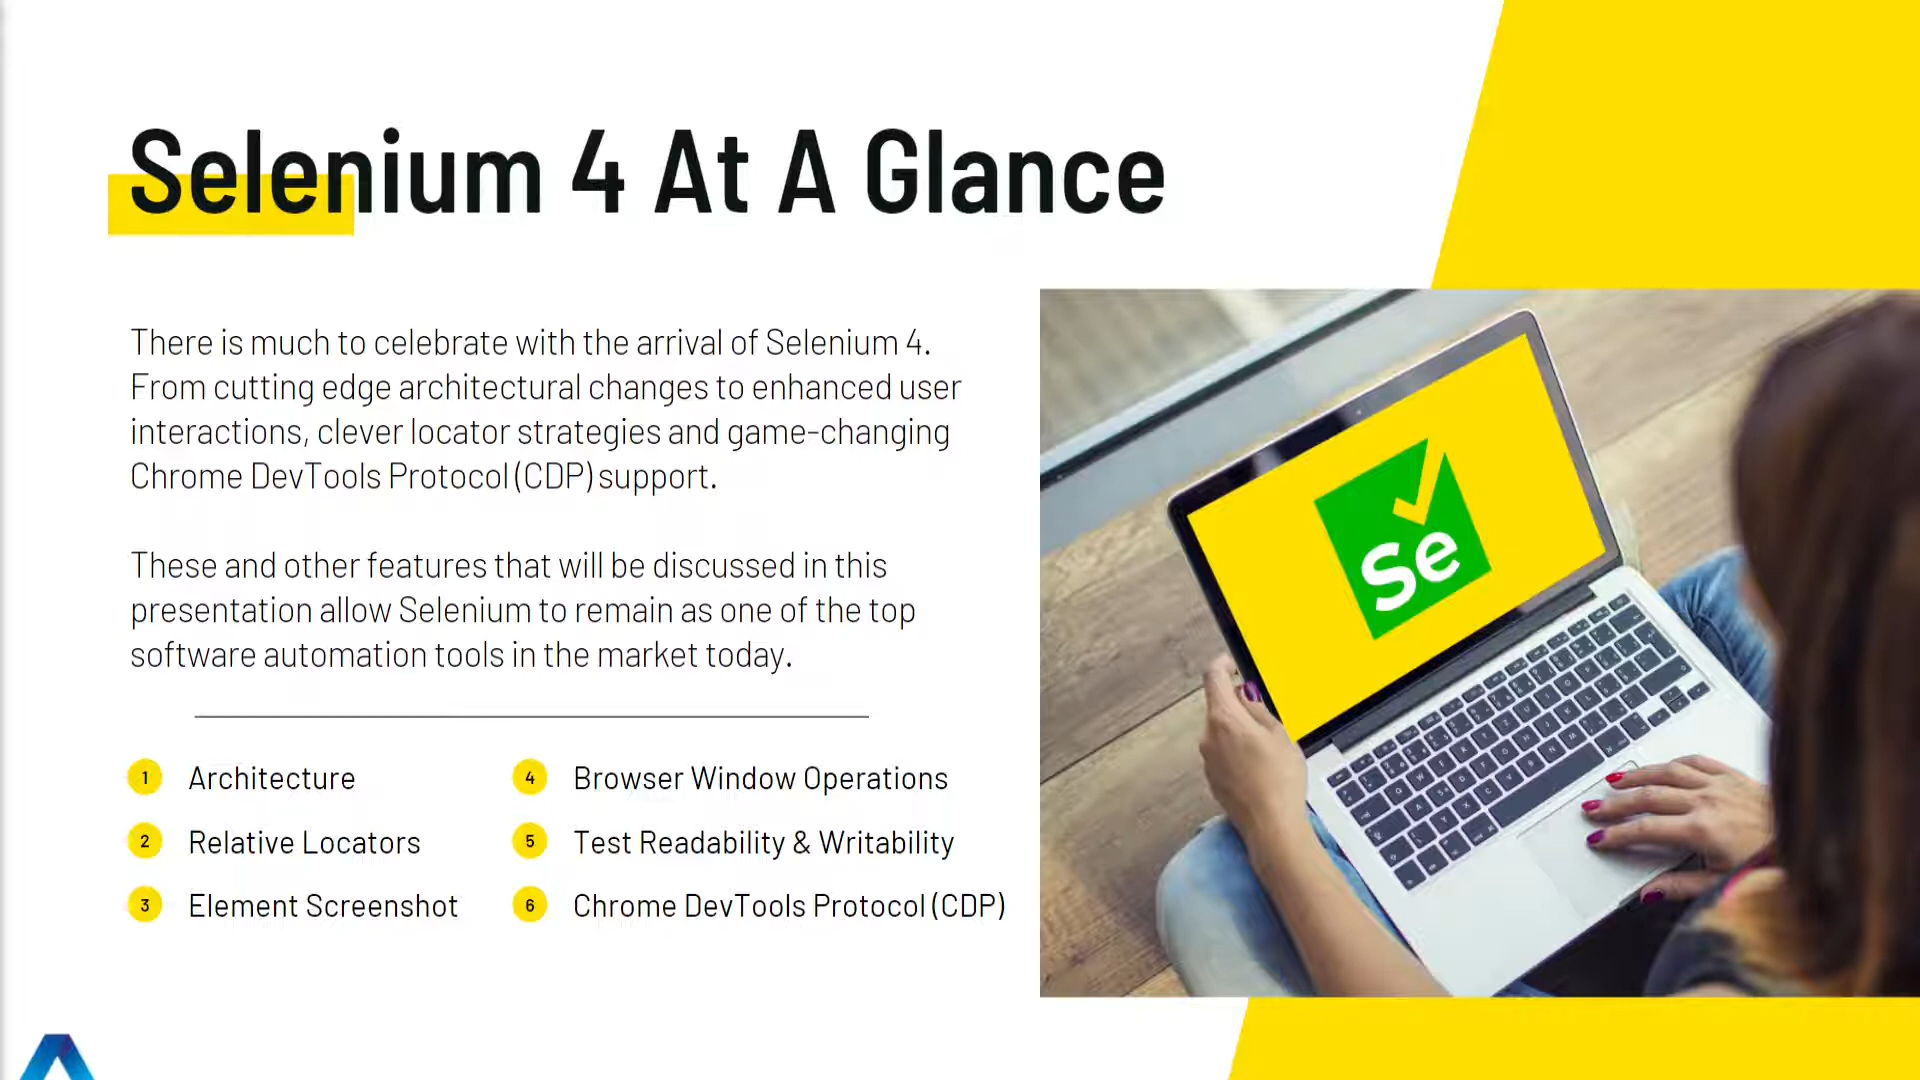 Selenium 4 At A Glance
There is much to celebrate with the arrival of Selenium 4.
From cutting edge architectural changes to enhanced user
interactions, clever locator strategies and game-changing
Chrome DevTools Protocol (CDP) support.
These and other features that will be discussed in this
presentation allow Selenium to remain as one of the top
software automation tools in the market today.
1 Architecture
2 Relative Locators
3 Element Screenshot
4 Browser Window Operations
5 Test Readability & Writability
6 Chrome DevTools Protocol (CDP)
Se